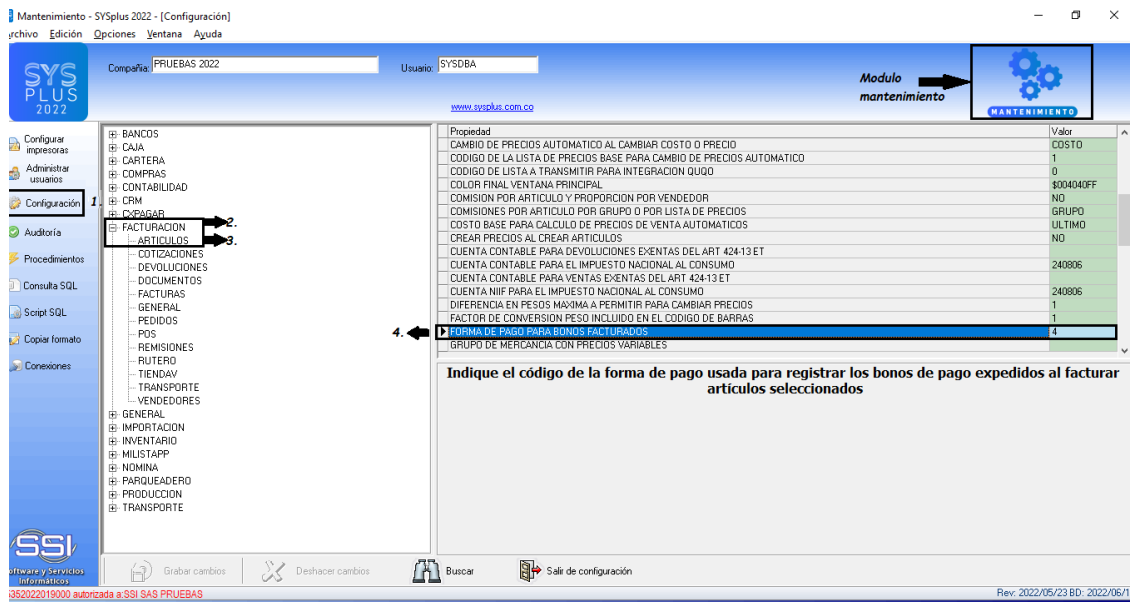 Mantenimiento - SYSplus 2022 - [Configuración]
rchivo Edición Opciones Ventana Ayuda
SYS
PLUS
2022
Compañia: PRUEBAS 2022
Usuario: SYSDBA
www.sysplus.com.co
Modulo
mantenimiento
MANTENIMIENTO
Configurar
impresoras
Administrar
usuarios
Configuración
1.
Auditoría
Procedimientos
Consulta SQL
Script SQL
Copiar formato
Conexiones
SSI
oftware y Servicios
Informáticos
BANCOS
CAJA
CARTERA
COMPRAS
CONTABILIDAD
CRM
CXPAGAR
FACTURACION
2.
ARTICULOS
3.
COTIZACIONES
DEVOLUCIONES
DOCUMENTOS
FACTURAS
GENERAL
PEDIDOS
POS
REMISIONES
RUTERO
TIENDAV
TRANSPORTE
VENDEDORES
GENERAL
IMPORTACION
INVENTARIO
MILISTAPP
NOMINA
PARQUEADERO
PRODUCCION
TRANSPORTE
Propiedad Valor
CAMBIO DE PRECIOS AUTOMATICO AL CAMBIAR COSTO O PRECIO COSTO
CODIGO DE LA LISTA DE PRECIOS BASE PARA CAMBIO DE PRECIOS AUTOMATICO 1
CODIGO DE LISTA A TRANSMITIR PARA INTEGRACION QUQO 0
COLOR FINAL VENTANA PRINCIPAL $004040FF
COMISION POR ARTICULO Y PROPORCION POR VENDEDOR NO
COMISIONES POR ARTICULO POR GRUPO O POR LISTA DE PRECIOS GRUPO
COSTO BASE PARA CALCULO DE PRECIOS DE VENTA AUTOMATICOS ULTIMO
CREAR PRECIOS AL CREAR ARTICULOS NO
CUENTA CONTABLE PARA DEVOLUCIONES EXENTAS DEL ART 424-13 ET
CUENTA CONTABLE PARA EL IMPUESTO NACIONAL AL CONSUMO 240806
CUENTA CONTABLE PARA VENTAS EXENTAS DEL ART 424-13 ET
CUENTA NIIF PARA EL IMPUESTO NACIONAL AL CONSUMO 240806
DIFERENCIA EN PESOS MAXIMA A PERMITIR PARA CAMBIAR PRECIOS 1
FACTOR DE CONVERSION PESO INCLUIDO EN EL CODIGO DE BARRAS 1
4. FORMA DE PAGO PARA BONOS FACTURADOS 4
GRUPO DE MERCANCIA CON PRECIOS VARIABLES
Indique el código de la forma de pago usada para registrar los bonos de pago expedidos al facturar
artículos seleccionados
Grabar cambios Deshacer cambios Buscar Salir de configuración
5352022019000 autorizada a:SSI SAS PRUEBAS Rev: 2022/05/23 BD: 2022/06/1